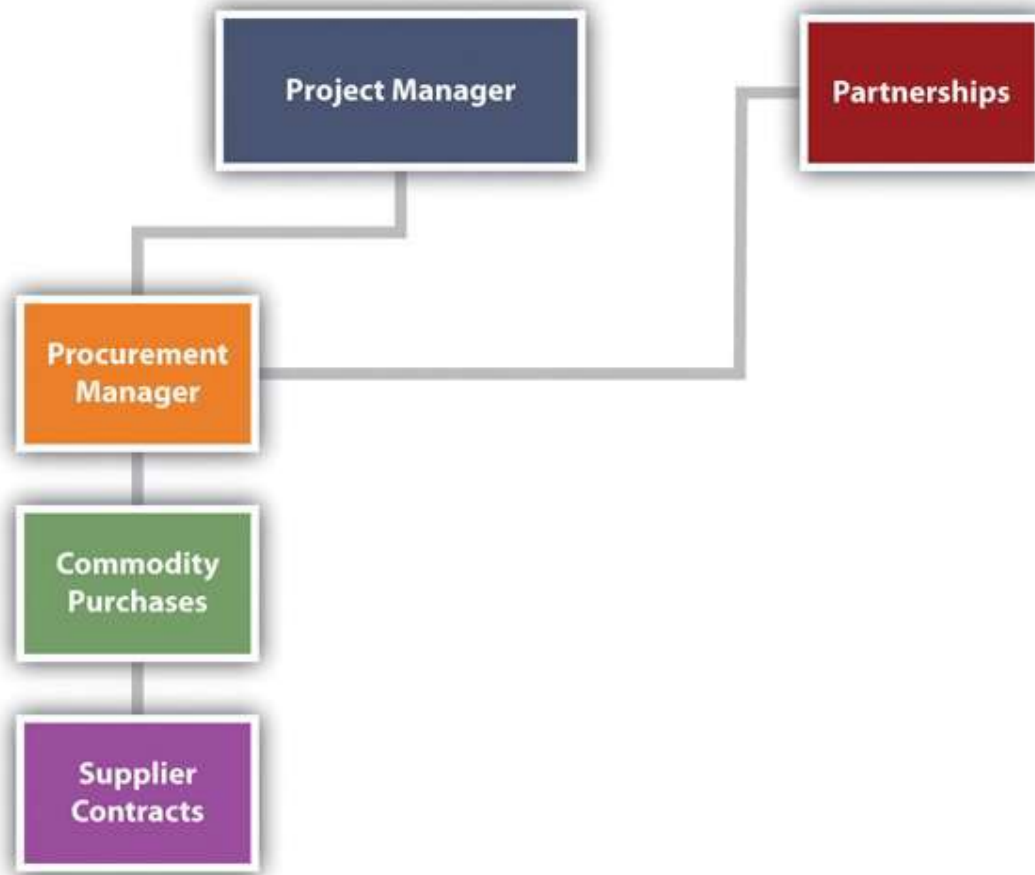 Project Manager
Partnerships
Procurement
Manager
Commodity
Purchases
Supplier
Contracts